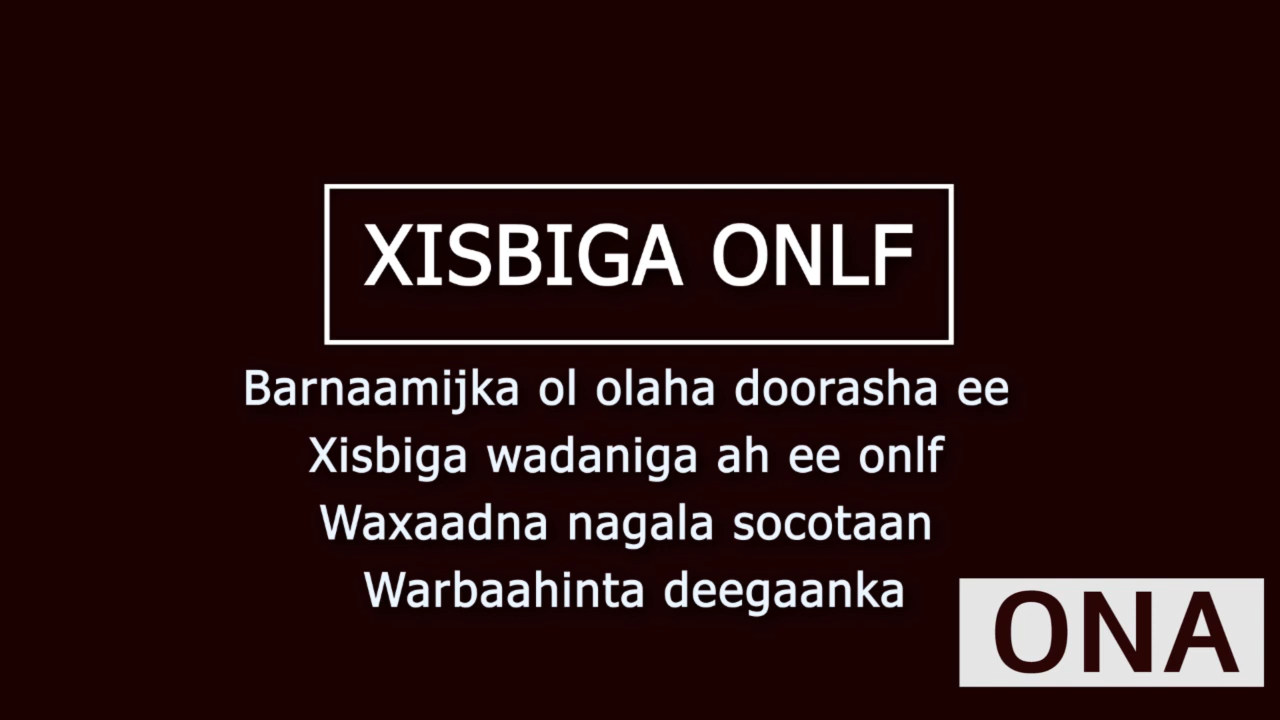 XISBIGA ONLF
Barnaamijka ol olaha doorasha ee
Xisbiga wadaniga ah ee onlf
Waxaadna nagala socotaan
Warbaahinta deegaanka
ONA